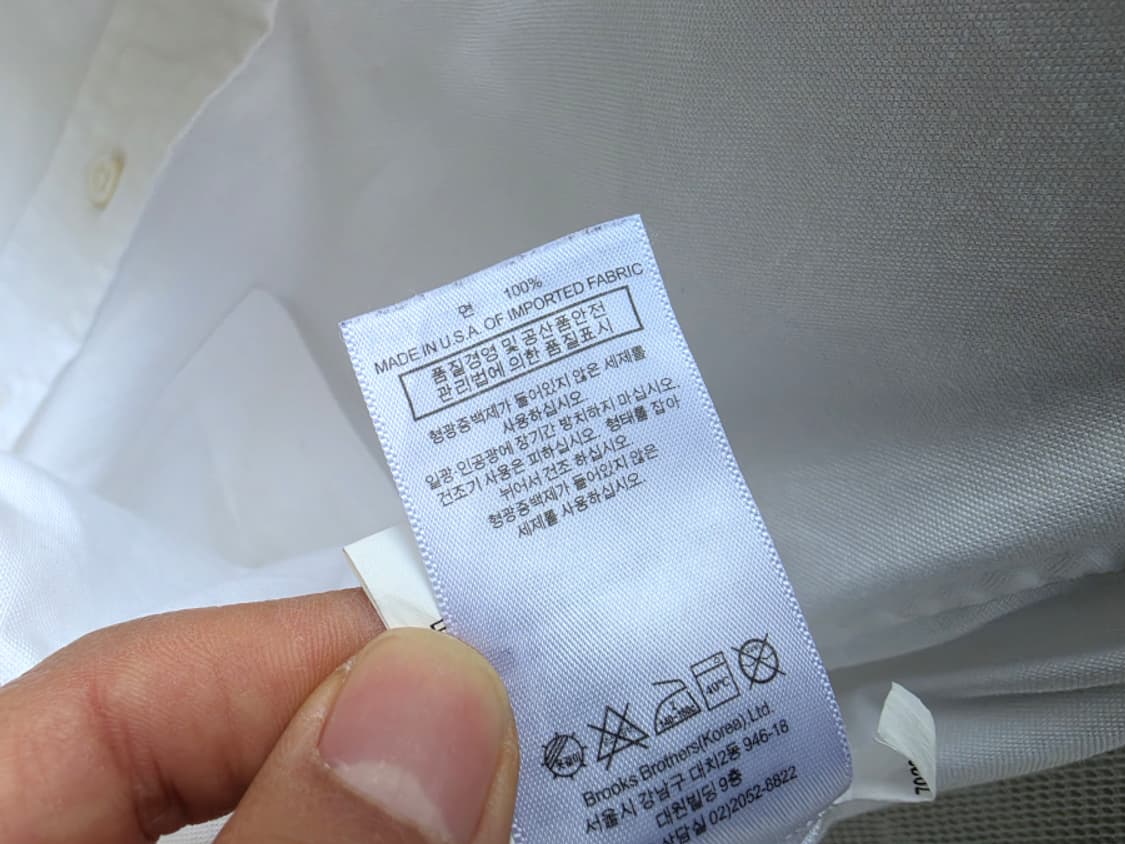 면 100%
MADE IN U.S.A. OF IMPORTED FABRIC
품질경영 및 공산품안전
관리법에 의한 품질표시
형광증백제가 들어있지 않은 세제를
사용하십시오.
일광·인공광에 장기간 방치하지 마십시오.
건조기 사용은 피하십시오. 형태를 잡아
뉘어서 건조 하십시오.
형광증백제가 들어있지 않은
세제를 사용하십시오.
40℃
Brooks Brothers(Korea).Ltd.
서울시 강남구 대치2동 946-18
대원빌딩 9층
상담실 02)2052-8822